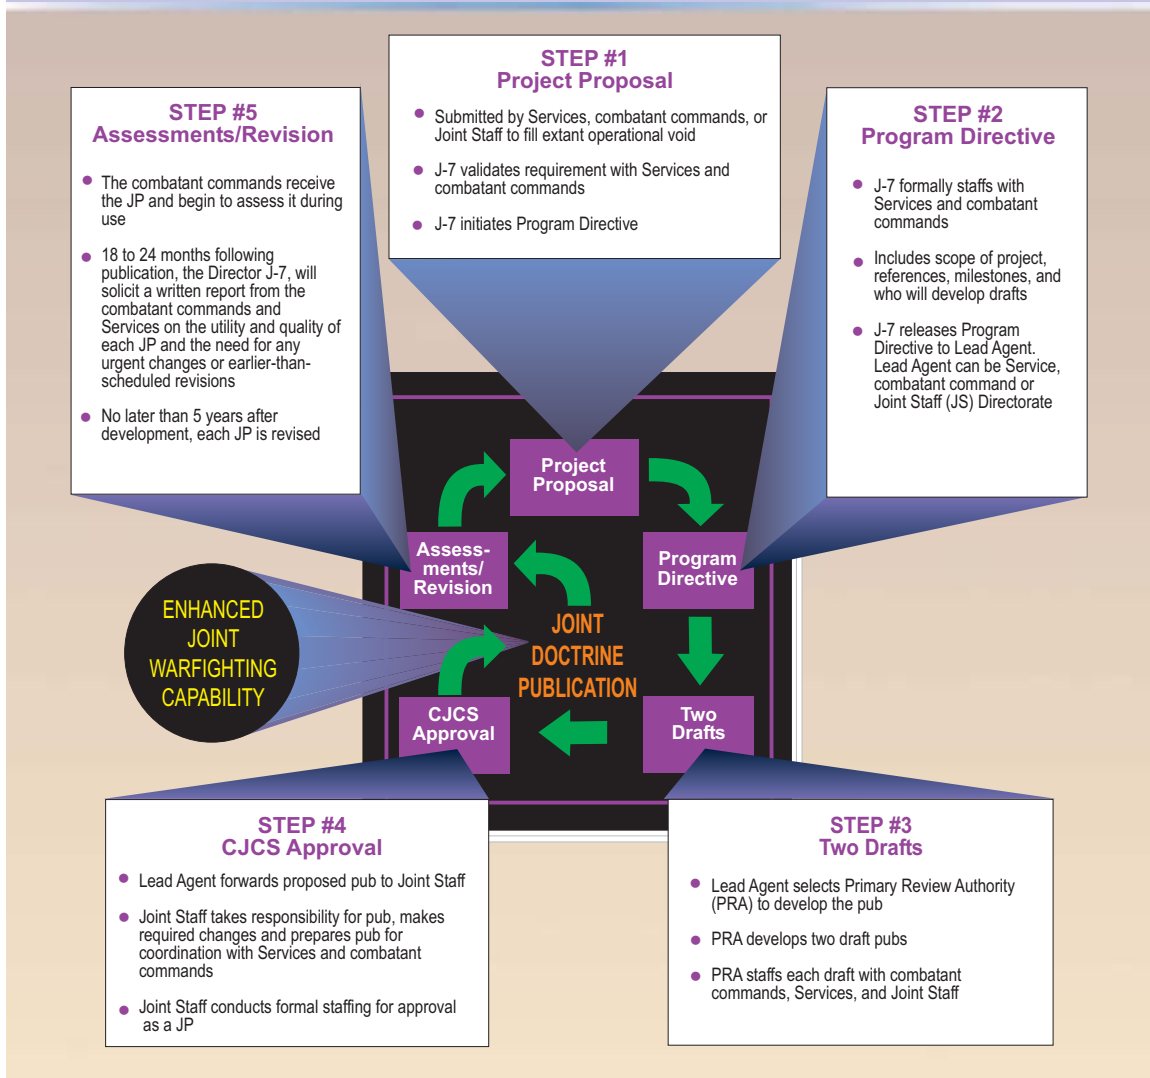 STEP #1
Project Proposal
Submitted by Services, combatant commands, or
Joint Staff to fill extant operational void
J-7 validates requirement with Services and
combatant commands
J-7 initiates Program Directive
STEP #5
Assessments/Revision
The combatant commands receive
the JP and begin to assess it during
use
18 to 24 months following
publication, the Director J-7, will
solicit a written report from the
combatant commands and
Services on the utility and quality of
each JP and the need for any
urgent changes or earlier-than-
scheduled revisions
No later than 5 years after
development, each JP is revised
STEP #2
Program Directive
J-7 formally staffs with
Services and combatant
commands
Includes scope of project,
references, milestones, and
who will develop drafts
J-7 releases Program
Directive to Lead Agent.
Lead Agent can be Service,
combatant command or
Joint Staff (JS) Directorate
Project
Proposal
Assess-
ments/
Revision
Program
Directive
ENHANCED
JOINT
WARFIGHTING
CAPABILITY
JOINT
DOCTRINE
PUBLICATION
CJCS
Approval
Two
Drafts
STEP #4
CJCS Approval
Lead Agent forwards proposed pub to Joint Staff
Joint Staff takes responsibility for pub, makes
required changes and prepares pub for
coordination with Services and combatant
commands
Joint Staff conducts formal staffing for approval
as a JP
STEP #3
Two Drafts
Lead Agent selects Primary Review Authority
(PRA) to develop the pub
PRA develops two draft pubs
PRA staffs each draft with combatant
commands, Services, and Joint Staff